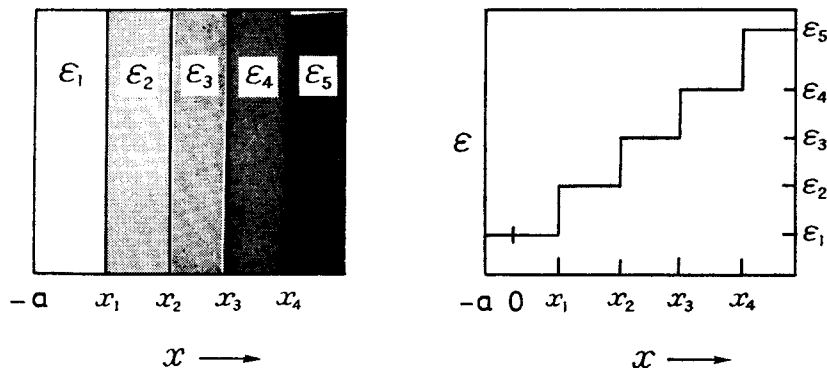 ε₁ ε₂ ε₃ ε₄ ε₅
-a x₁ x₂ x₃ x₄
x
ε
ε₅
ε₄
ε₃
ε₂
ε₁
-a 0 x₁ x₂ x₃ x₄
x